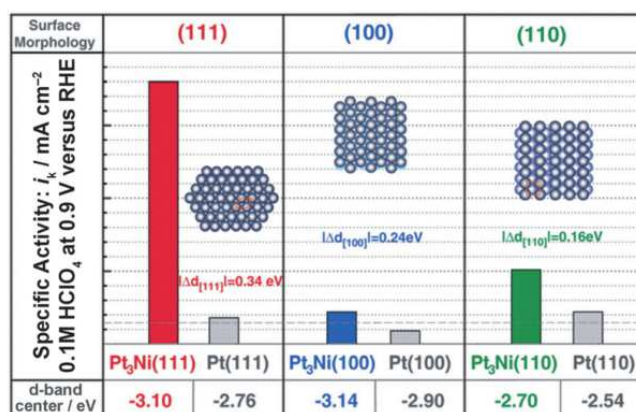 Surface Morphology
(111)
(100)
(110)
Specific Activity: iₖ / mA cm⁻²
0.1M HClO₄ at 0.9 V versus RHE
|Δd[111]|=0.34 eV
|Δd[100]|=0.24eV
|Δd[110]|=0.16eV
Pt₃Ni(111) Pt(111) Pt₃Ni(100) Pt(100) Pt₃Ni(110) Pt(110)
d-band center / eV
-3.10 -2.76 -3.14 -2.90 -2.70 -2.54